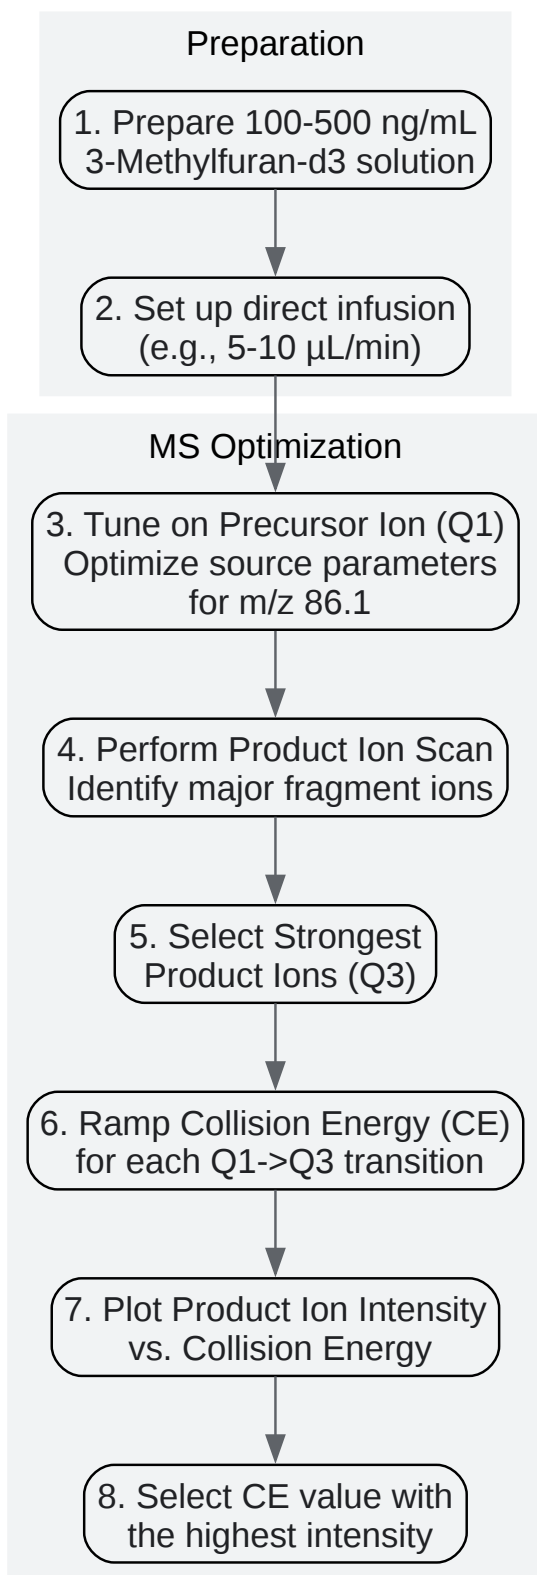 Preparation
1. Prepare 100-500 ng/mL
3-Methylfuran-d3 solution
2. Set up direct infusion
(e.g., 5-10 µL/min)
MS Optimization
3. Tune on Precursor Ion (Q1)
Optimize source parameters
for m/z 86.1
4. Perform Product Ion Scan
Identify major fragment ions
5. Select Strongest
Product Ions (Q3)
6. Ramp Collision Energy (CE)
for each Q1->Q3 transition
7. Plot Product Ion Intensity
vs. Collision Energy
8. Select CE value with
the highest intensity